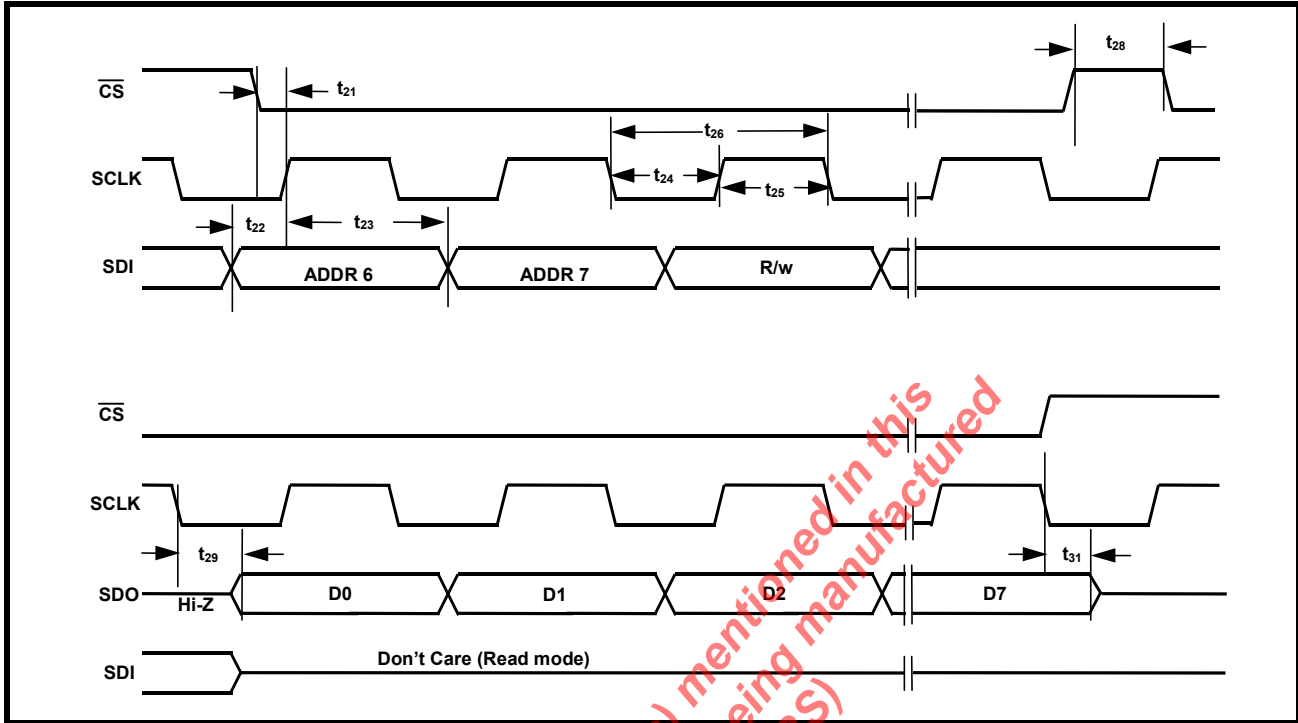 t28
CS
t21
t26
SCLK
t24
t25
t22
t23
SDI
ADDR 6
ADDR 7
R/w
CS
SCLK
t29
t31
SDO
Hi-Z
D0
D1
D2
D7
SDI
Don't Care (Read mode)
mentioned in this
being manufactured